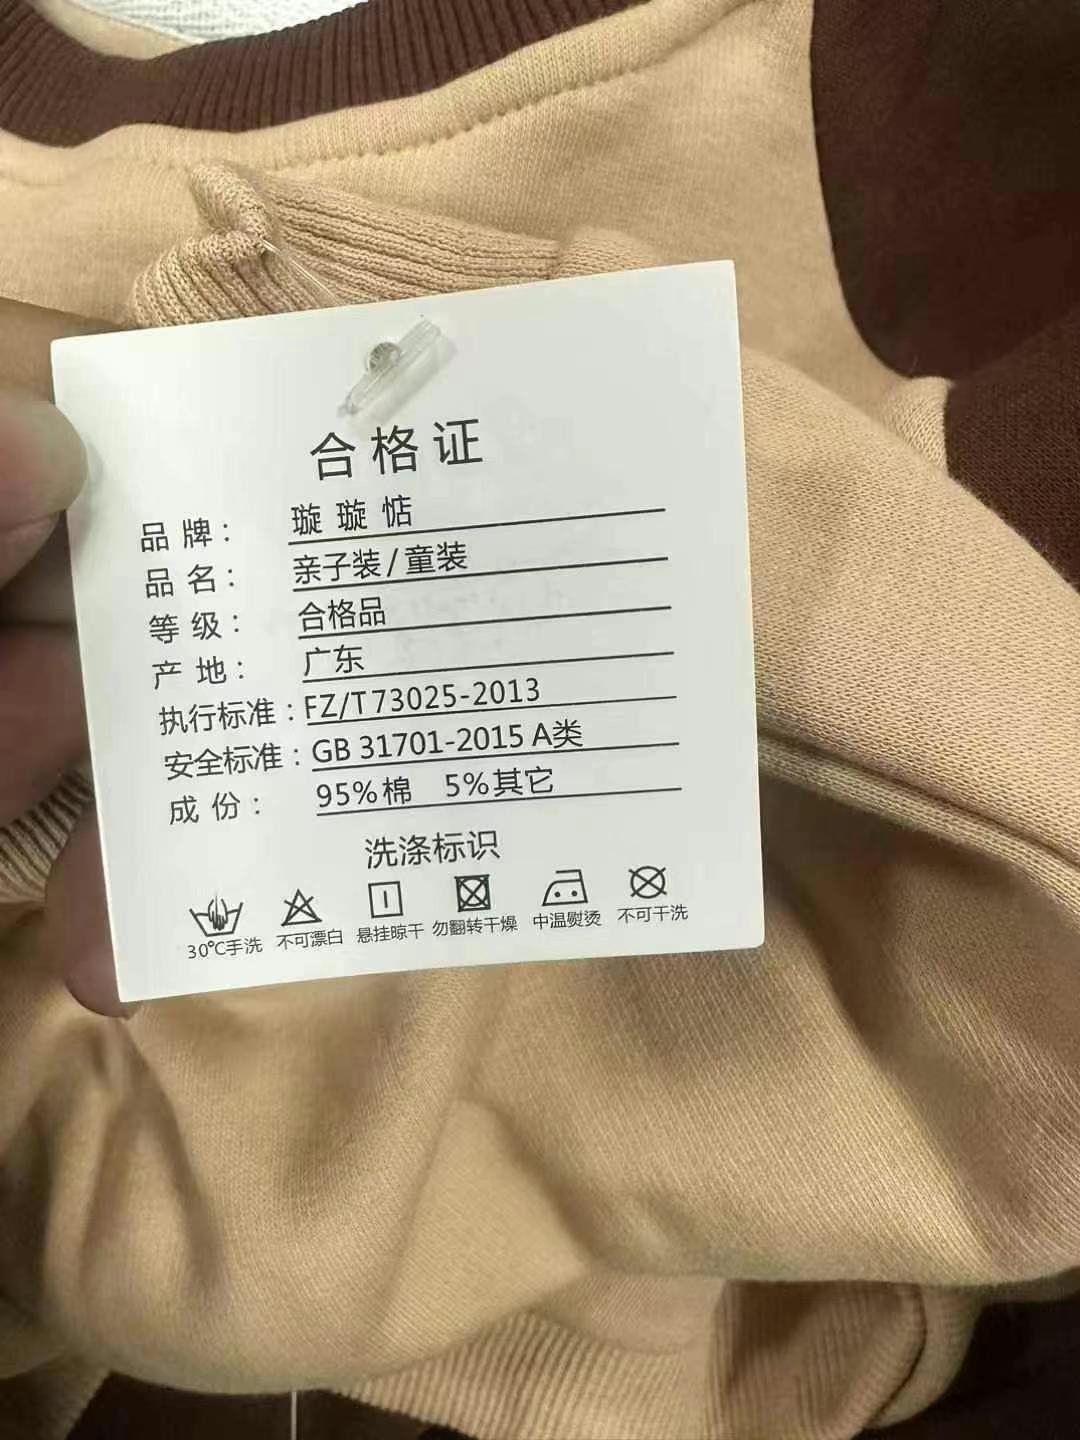 合格证
品牌：璇璇惦
品名：亲子装/童装
等级：合格品
产地：广东
执行标准：FZ/T73025-2013
安全标准：GB 31701-2015 A类
成份：95%棉 5%其它
洗涤标识
30℃手洗 不可漂白 悬挂晾干 勿翻转干燥 中温熨烫 不可干洗